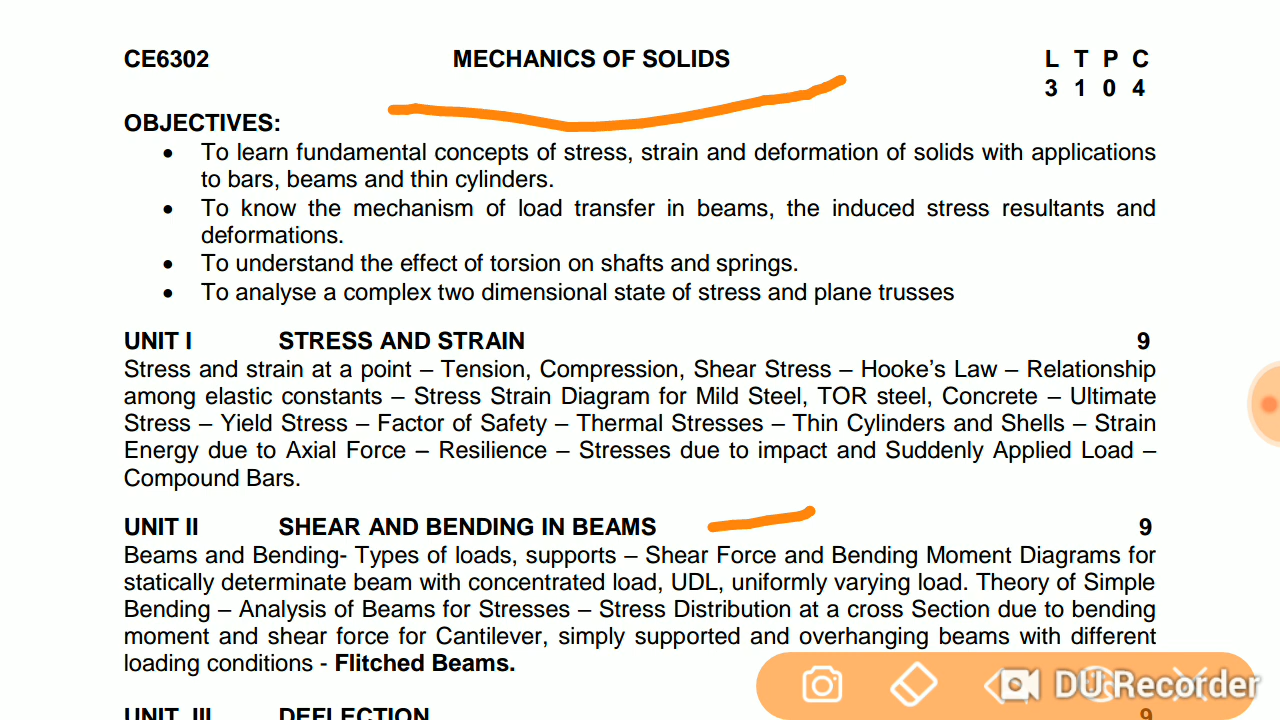 CE6302 MECHANICS OF SOLIDS L T P C
3 1 0 4
OBJECTIVES:
• To learn fundamental concepts of stress, strain and deformation of solids with applications
to bars, beams and thin cylinders.
• To know the mechanism of load transfer in beams, the induced stress resultants and
deformations.
• To understand the effect of torsion on shafts and springs.
• To analyse a complex two dimensional state of stress and plane trusses
UNIT I STRESS AND STRAIN 9
Stress and strain at a point – Tension, Compression, Shear Stress – Hooke’s Law – Relationship
among elastic constants – Stress Strain Diagram for Mild Steel, TOR steel, Concrete – Ultimate
Stress – Yield Stress – Factor of Safety – Thermal Stresses – Thin Cylinders and Shells – Strain
Energy due to Axial Force – Resilience – Stresses due to impact and Suddenly Applied Load –
Compound Bars.
UNIT II SHEAR AND BENDING IN BEAMS 9
Beams and Bending- Types of loads, supports – Shear Force and Bending Moment Diagrams for
statically determinate beam with concentrated load, UDL, uniformly varying load. Theory of Simple
Bending – Analysis of Beams for Stresses – Stress Distribution at a cross Section due to bending
moment and shear force for Cantilever, simply supported and overhanging beams with different
loading conditions - Flitched Beams.
DU Recorder
UNIT III DEFLECTION 9